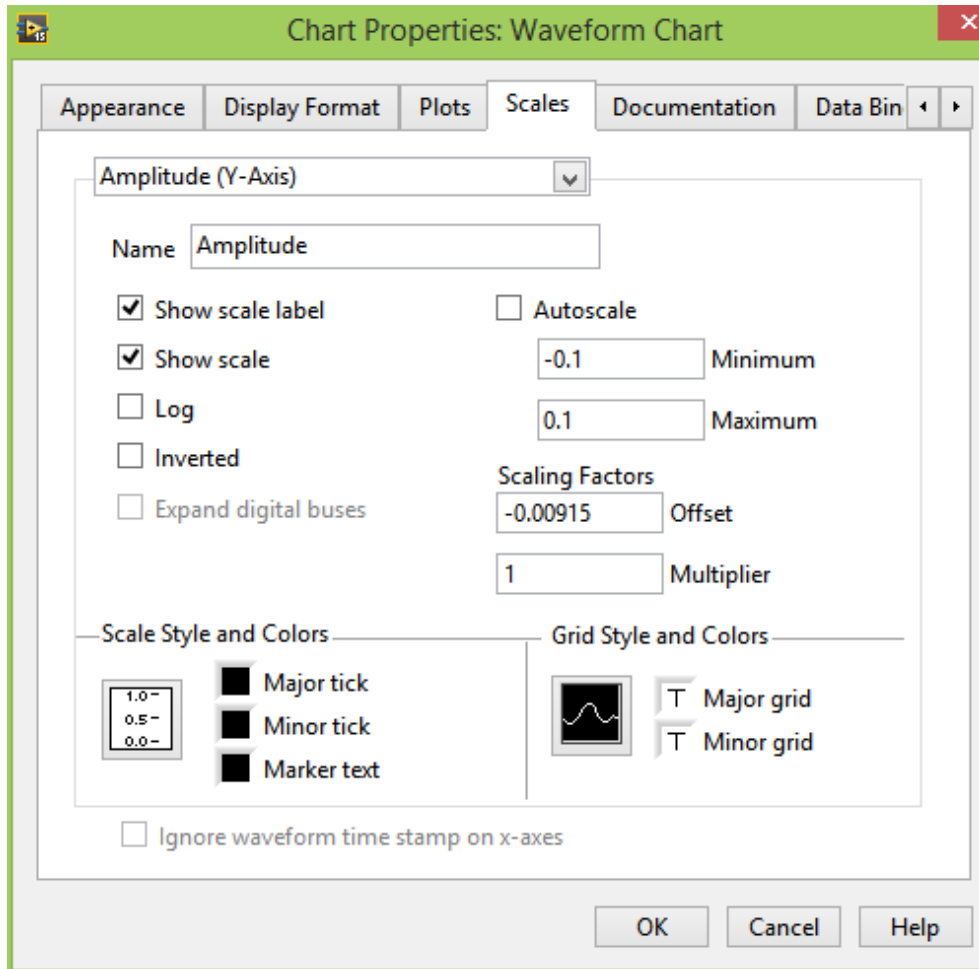 Chart Properties: Waveform Chart
Appearance Display Format Plots Scales Documentation Data Bin
Amplitude (Y-Axis)
Name Amplitude
Show scale label Autoscale
Show scale -0.1 Minimum
Log 0.1 Maximum
Inverted
Scaling Factors
Expand digital buses -0.00915 Offset
1 Multiplier
Scale Style and Colors Grid Style and Colors
1.0 Major tick T Major grid
0.5 Minor tick T Minor grid
0.0 Marker text
Ignore waveform time stamp on x-axes
OK Cancel Help